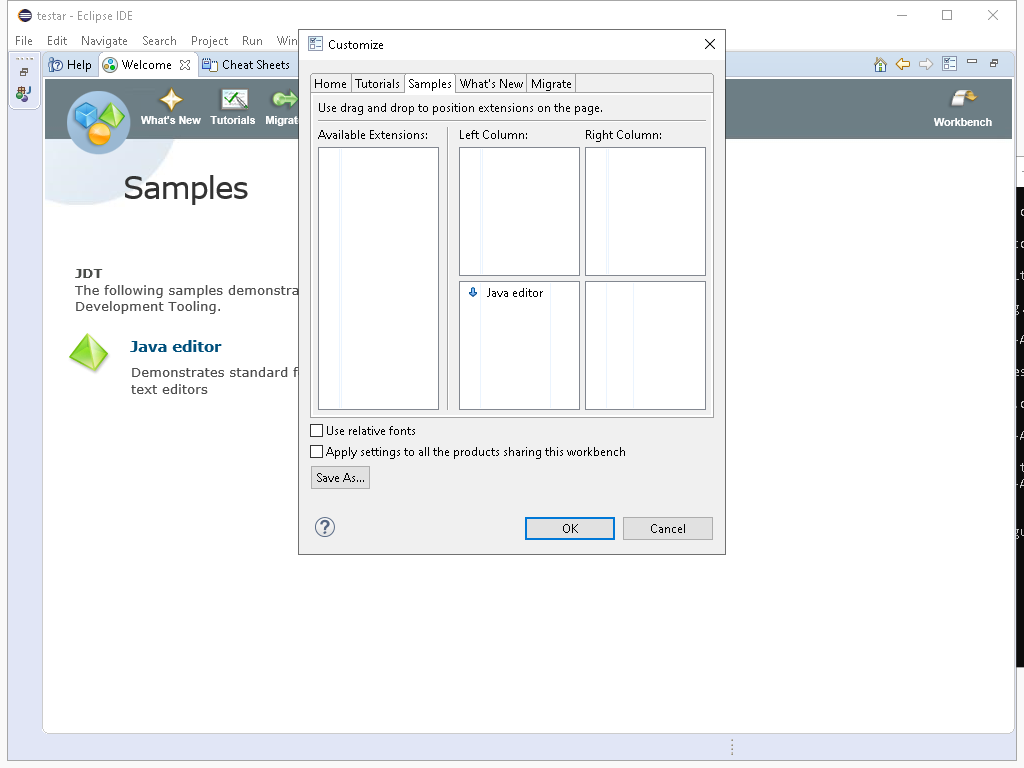 testar - Eclipse IDE
File Edit Navigate Search Project Run
Help Welcome Cheat Sheets
What's New Tutorials
Workbench
Samples
JDT
The following samples
Development Tooling.
Java editor
Demonstrates standard
text editors
Customize
Home Tutorials Samples What's New Migrate
Use drag and drop to position extensions on the page.
Available Extensions: Left Column: Right Column:
Java editor
Use relative fonts
Apply settings to all the products sharing this workbench
Save As...
?
OK Cancel